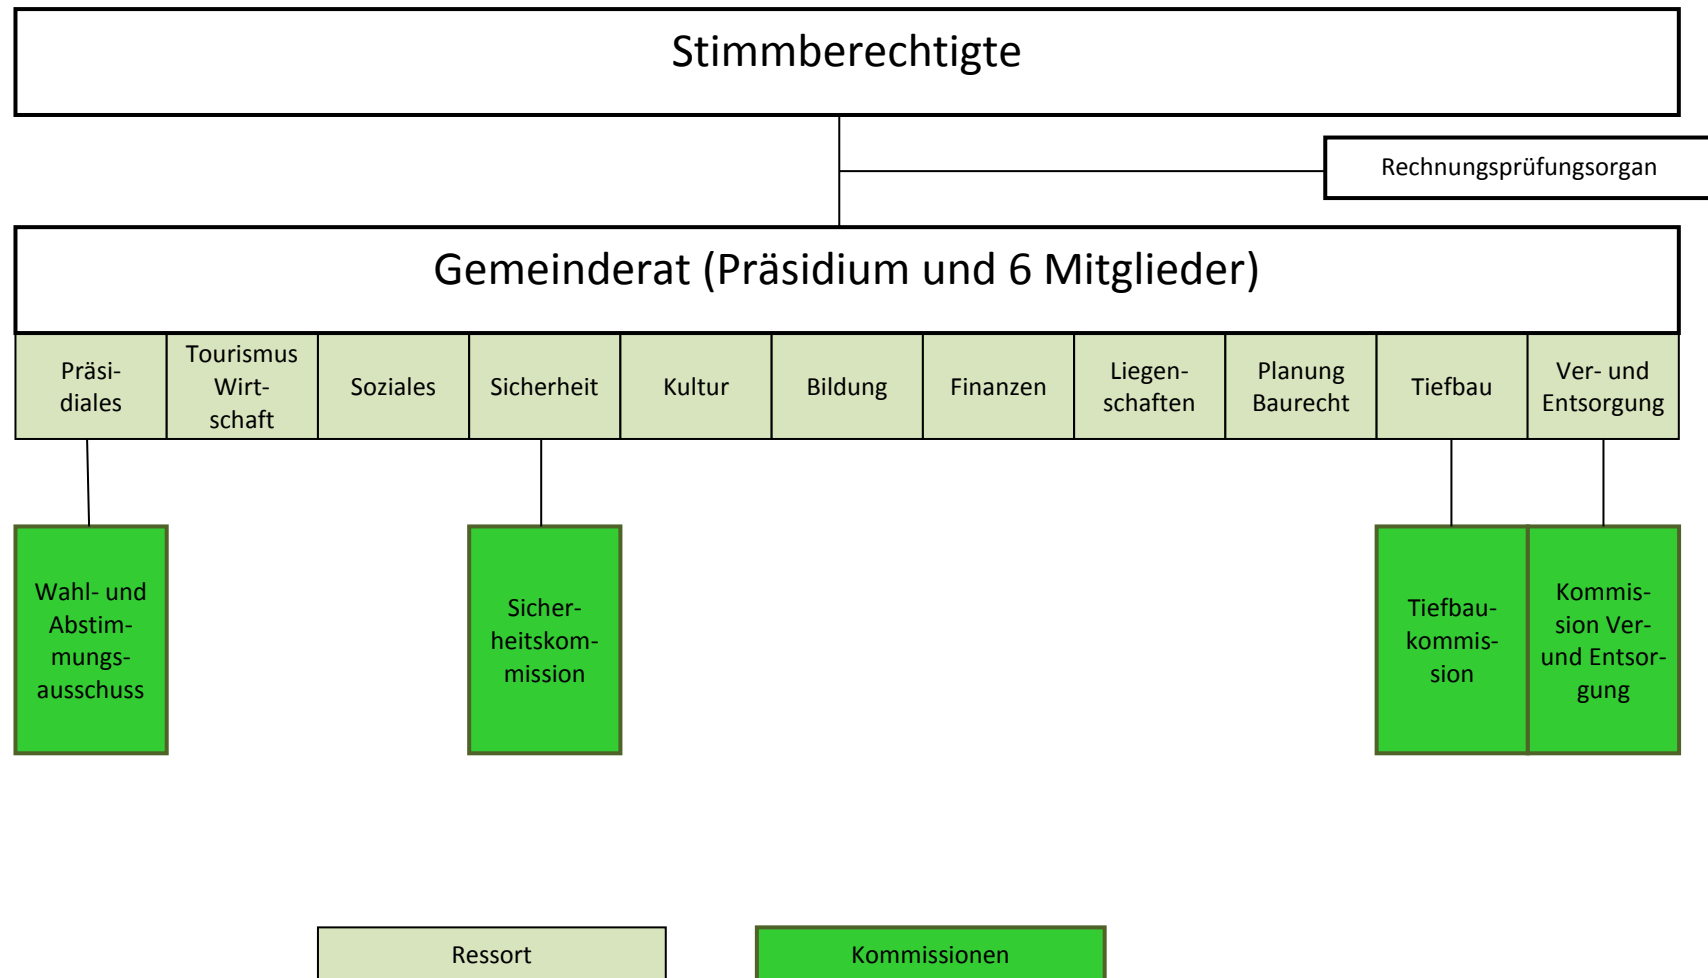 Stimmberechtigte
Rechnungsprüfungsorgan
Gemeinderat (Präsidium und 6 Mitglieder)
Präsi-
diales
Tourismus
Wirt-
schaft
Soziales
Sicherheit
Kultur
Bildung
Finanzen
Liegen-
schaften
Planung
Baurecht
Tiefbau
Ver- und
Entsorgung
Wahl- und
Abstim-
mungs-
ausschuss
Sicher-
heitskom-
mission
Tiefbau-
kommis-
sion
Kommis-
sion Ver-
und Entsor-
gung
Ressort
Kommissionen